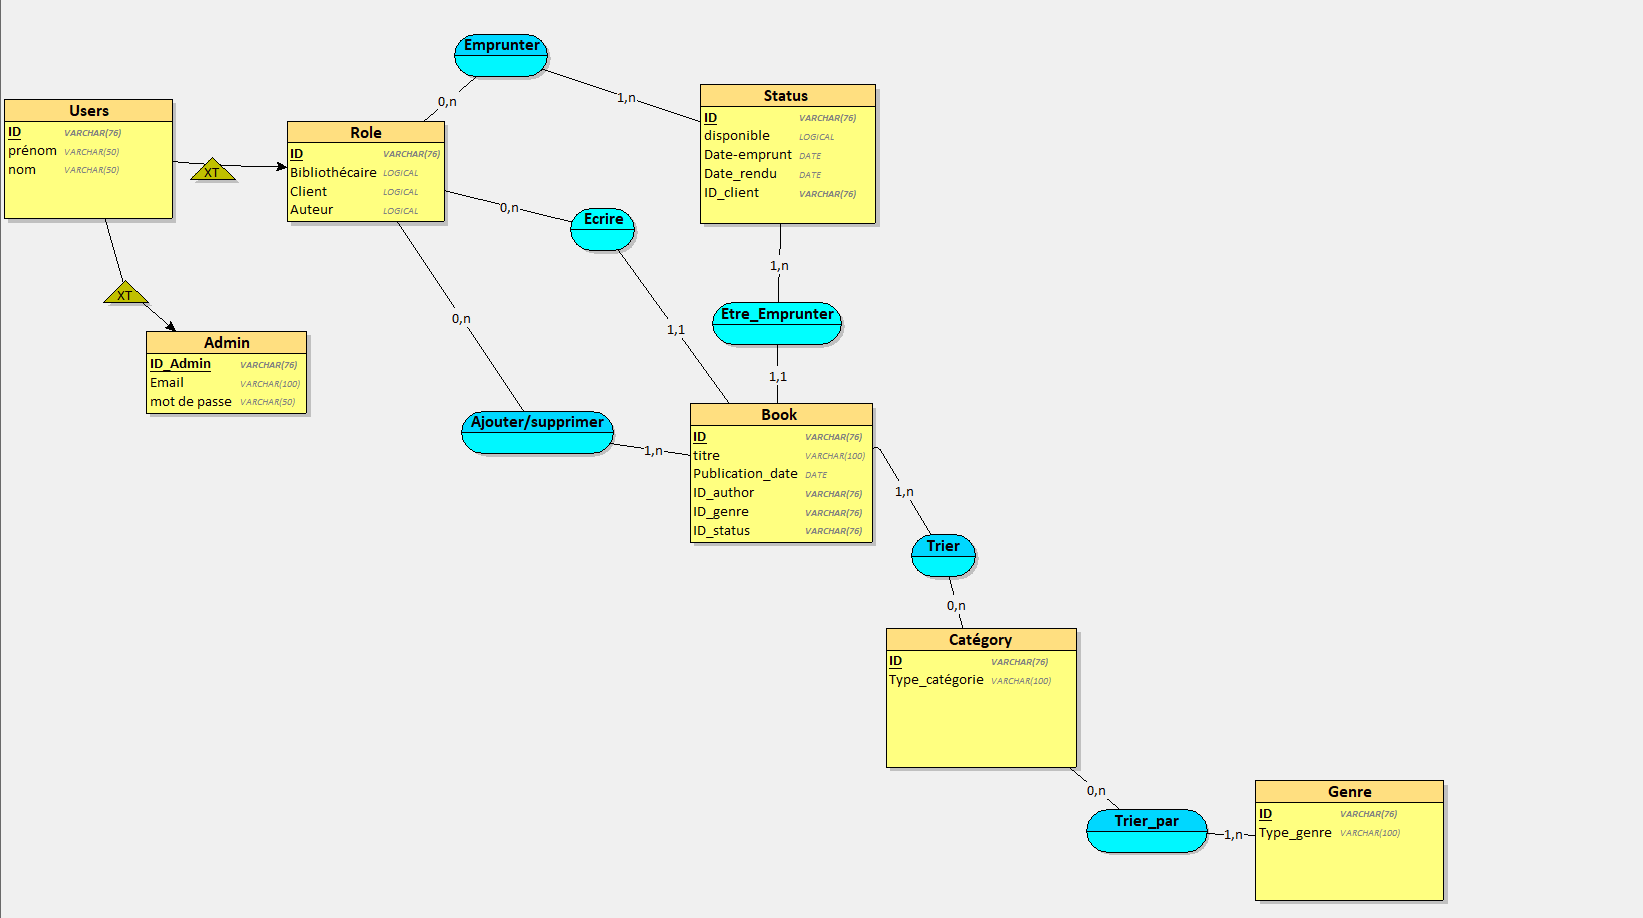 Emprunter
0,n
1,n
Users
ID VARCHAR(76)
prénom VARCHAR(50)
nom VARCHAR(50)
XT
XT
Role
ID VARCHAR(76)
Bibliothécaire LOGICAL
Client LOGICAL
Auteur LOGICAL
Status
ID VARCHAR(76)
disponible LOGICAL
Date-emprunt DATE
Date_rendu DATE
ID_client VARCHAR(76)
0,n
Ecrire
1,1
1,n
Etre_Emprunter
1,1
0,n
Admin
ID_Admin VARCHAR(76)
Email VARCHAR(100)
mot de passe VARCHAR(50)
Ajouter/supprimer
1,n
Book
ID VARCHAR(76)
titre VARCHAR(100)
Publication_date DATE
ID_author VARCHAR(76)
ID_genre VARCHAR(76)
ID_status VARCHAR(76)
1,n
Trier
0,n
Catégory
ID VARCHAR(76)
Type_catégorie VARCHAR(100)
0,n
Trier_par
1,n
Genre
ID VARCHAR(76)
Type_genre VARCHAR(100)